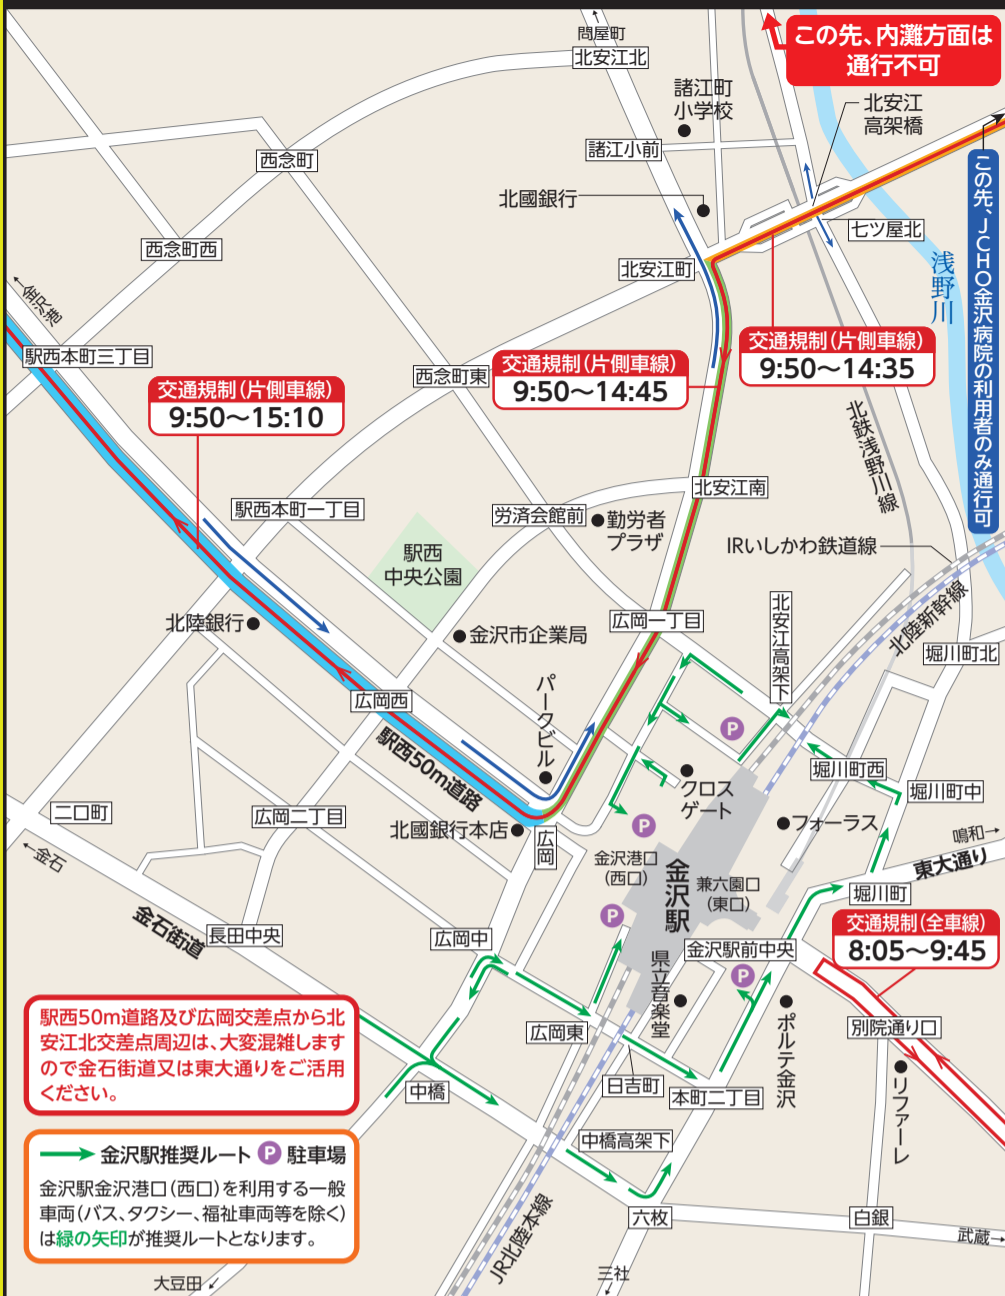 問屋町
北安江北
この先、内灘方面は
通行不可
諸江町
小学校
北安江
高架橋
西念町
諸江小前
この先、JCHO金沢病院の利用者のみ通行可
北國銀行
西念町西
七ツ屋北
浅野川
北安江町
←金沢港
駅西本町三丁目
交通規制(片側車線)
9:50〜14:35
交通規制(片側車線)
9:50〜14:45
西念町東
交通規制(片側車線)
9:50〜15:10
北鉄浅野川線
北安江南
駅西本町一丁目
労済会館前
勤労者
プラザ
IRいしかわ鉄道線
駅西
中央公園
北陸新幹線
北安江高架下
広岡一丁目
北陸銀行
金沢市企業局
堀川町北
パークビル
広岡西
P
駅西50m道路
クロス
ゲート
堀川町西
堀川町中
二口町
広岡二丁目
北國銀行本店
広岡
P
フォーラス
鳴和→
東大通り
←金石
金沢港口
(西口)
金沢駅
兼六園口
(東口)
堀川町
金石街道
長田中央
広岡中
P
交通規制(全車線)
8:05〜9:45
金沢駅前中央
県立音楽堂
P
駅西50m道路及び広岡交差点から北
安江北交差点周辺は、大変混雑します
ので金石街道又は東大通りをご活用
ください。
広岡東
ポルテ金沢
別院通り口
中橋
日吉町
本町二丁目
リファーレ
金沢駅推奨ルート P 駐車場
金沢駅金沢港口(西口)を利用する一般
車両(バス、タクシー、福祉車両等を除く)
は緑の矢印が推奨ルートとなります。
中橋高架下
六枚
白銀
武蔵→
JR北陸本線
大豆田
三社